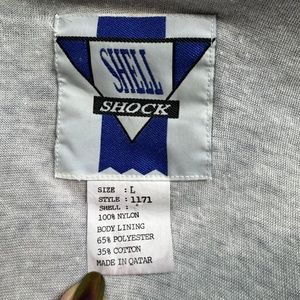 SHELL
SHOCK
SIZE : L
STYLE : 1171
SHELL :
100% NYLON
BODY LINING
65% POLYESTER
35% COTTON
MADE IN QATAR